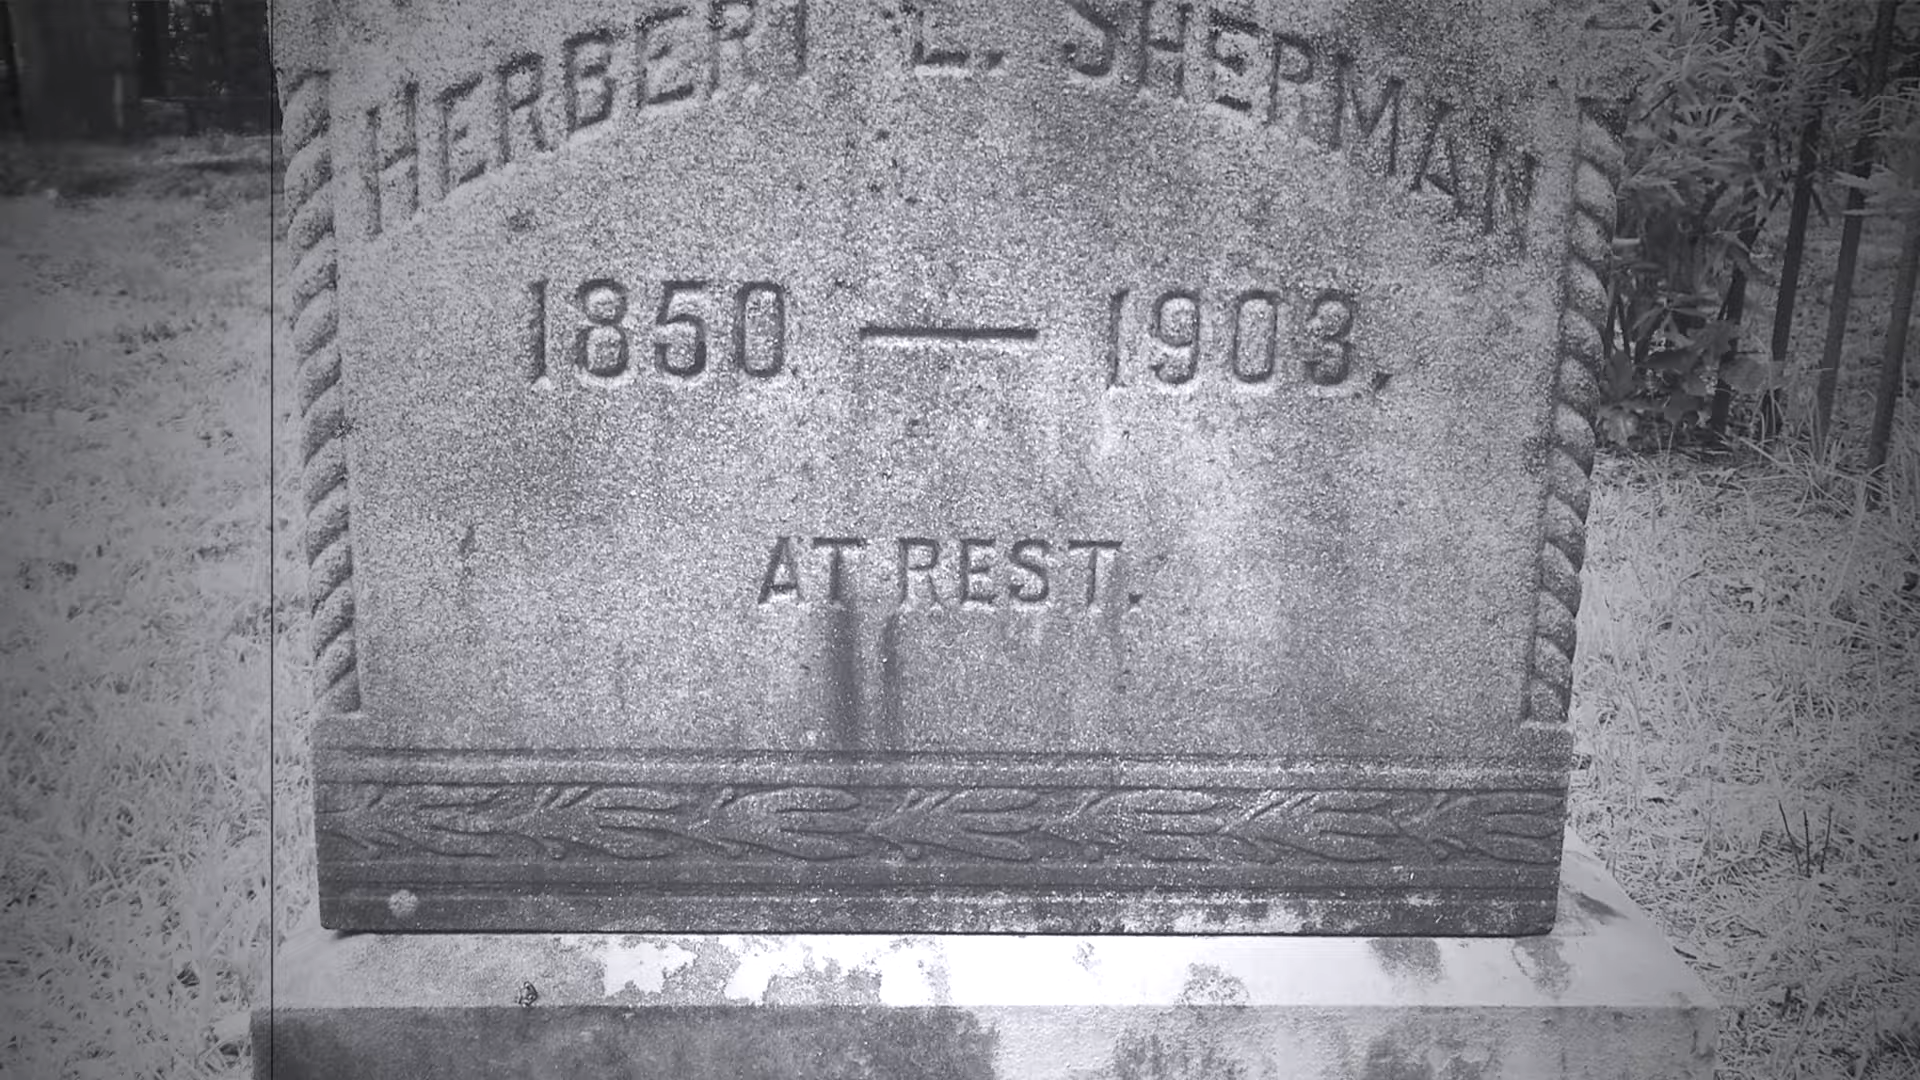 HERBERT L. SHERMAN
1850 — 1903.
AT REST.